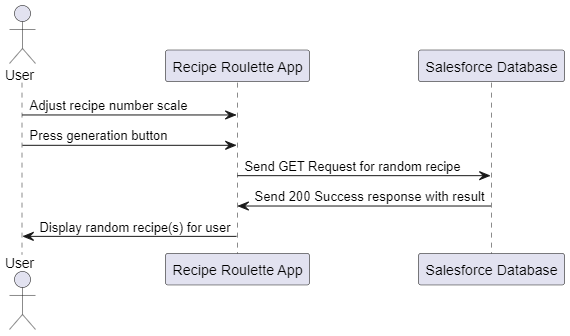 User
Recipe Roulette App
Salesforce Database
Adjust recipe number scale
Press generation button
Send GET Request for random recipe
Send 200 Success response with result
Display random recipe(s) for user
User
Recipe Roulette App
Salesforce Database